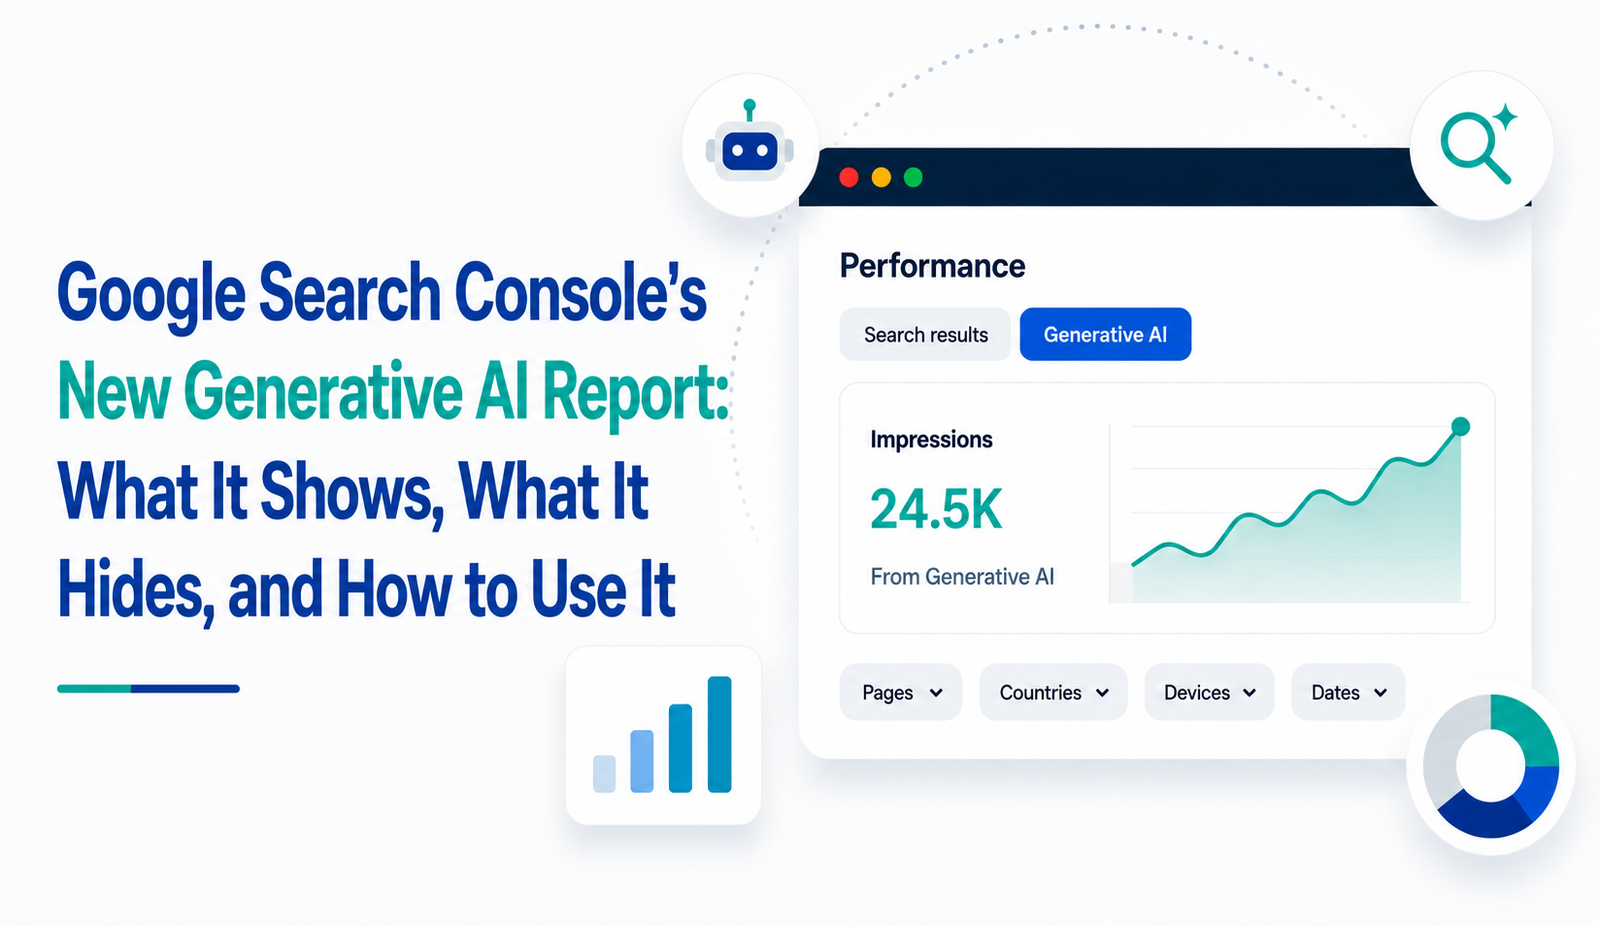 Google Search Console’s
New Generative AI Report:
What It Shows, What It
Hides, and How to Use It
Performance
Search results
Generative AI
Impressions
24.5K
From Generative AI
Pages
Countries
Devices
Dates